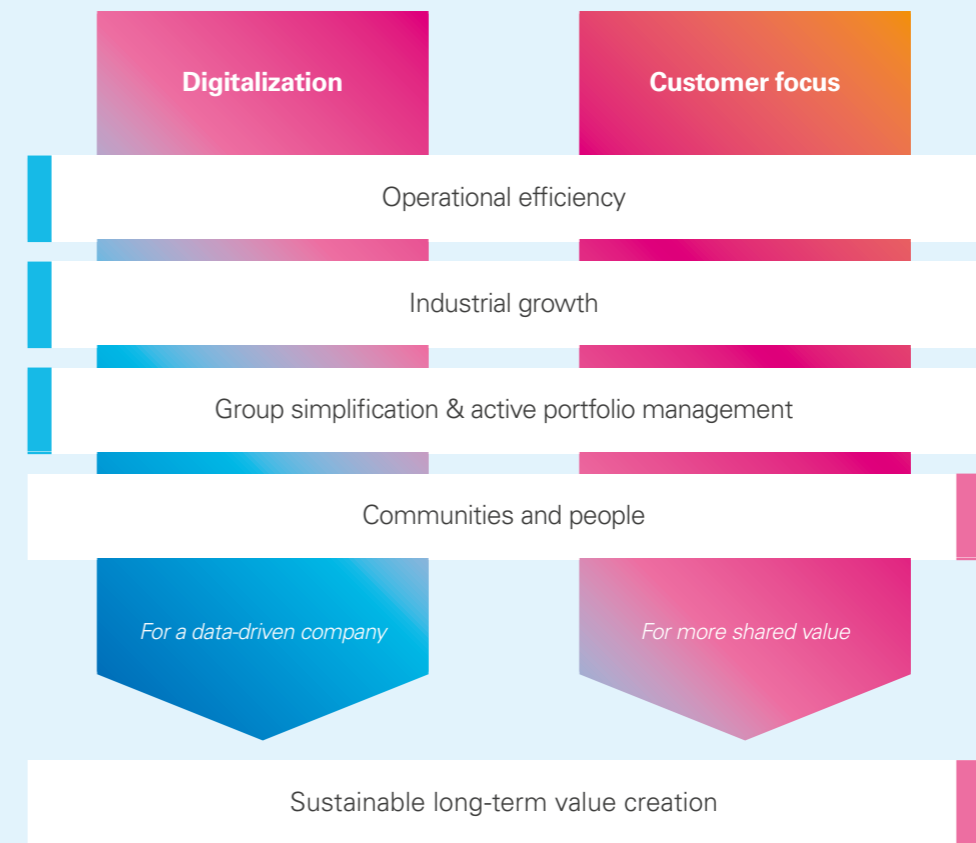 Digitalization
Customer focus
Operational efficiency
Industrial growth
Group simplification & active portfolio management
Communities and people
For a data-driven company
For more shared value
Sustainable long-term value creation